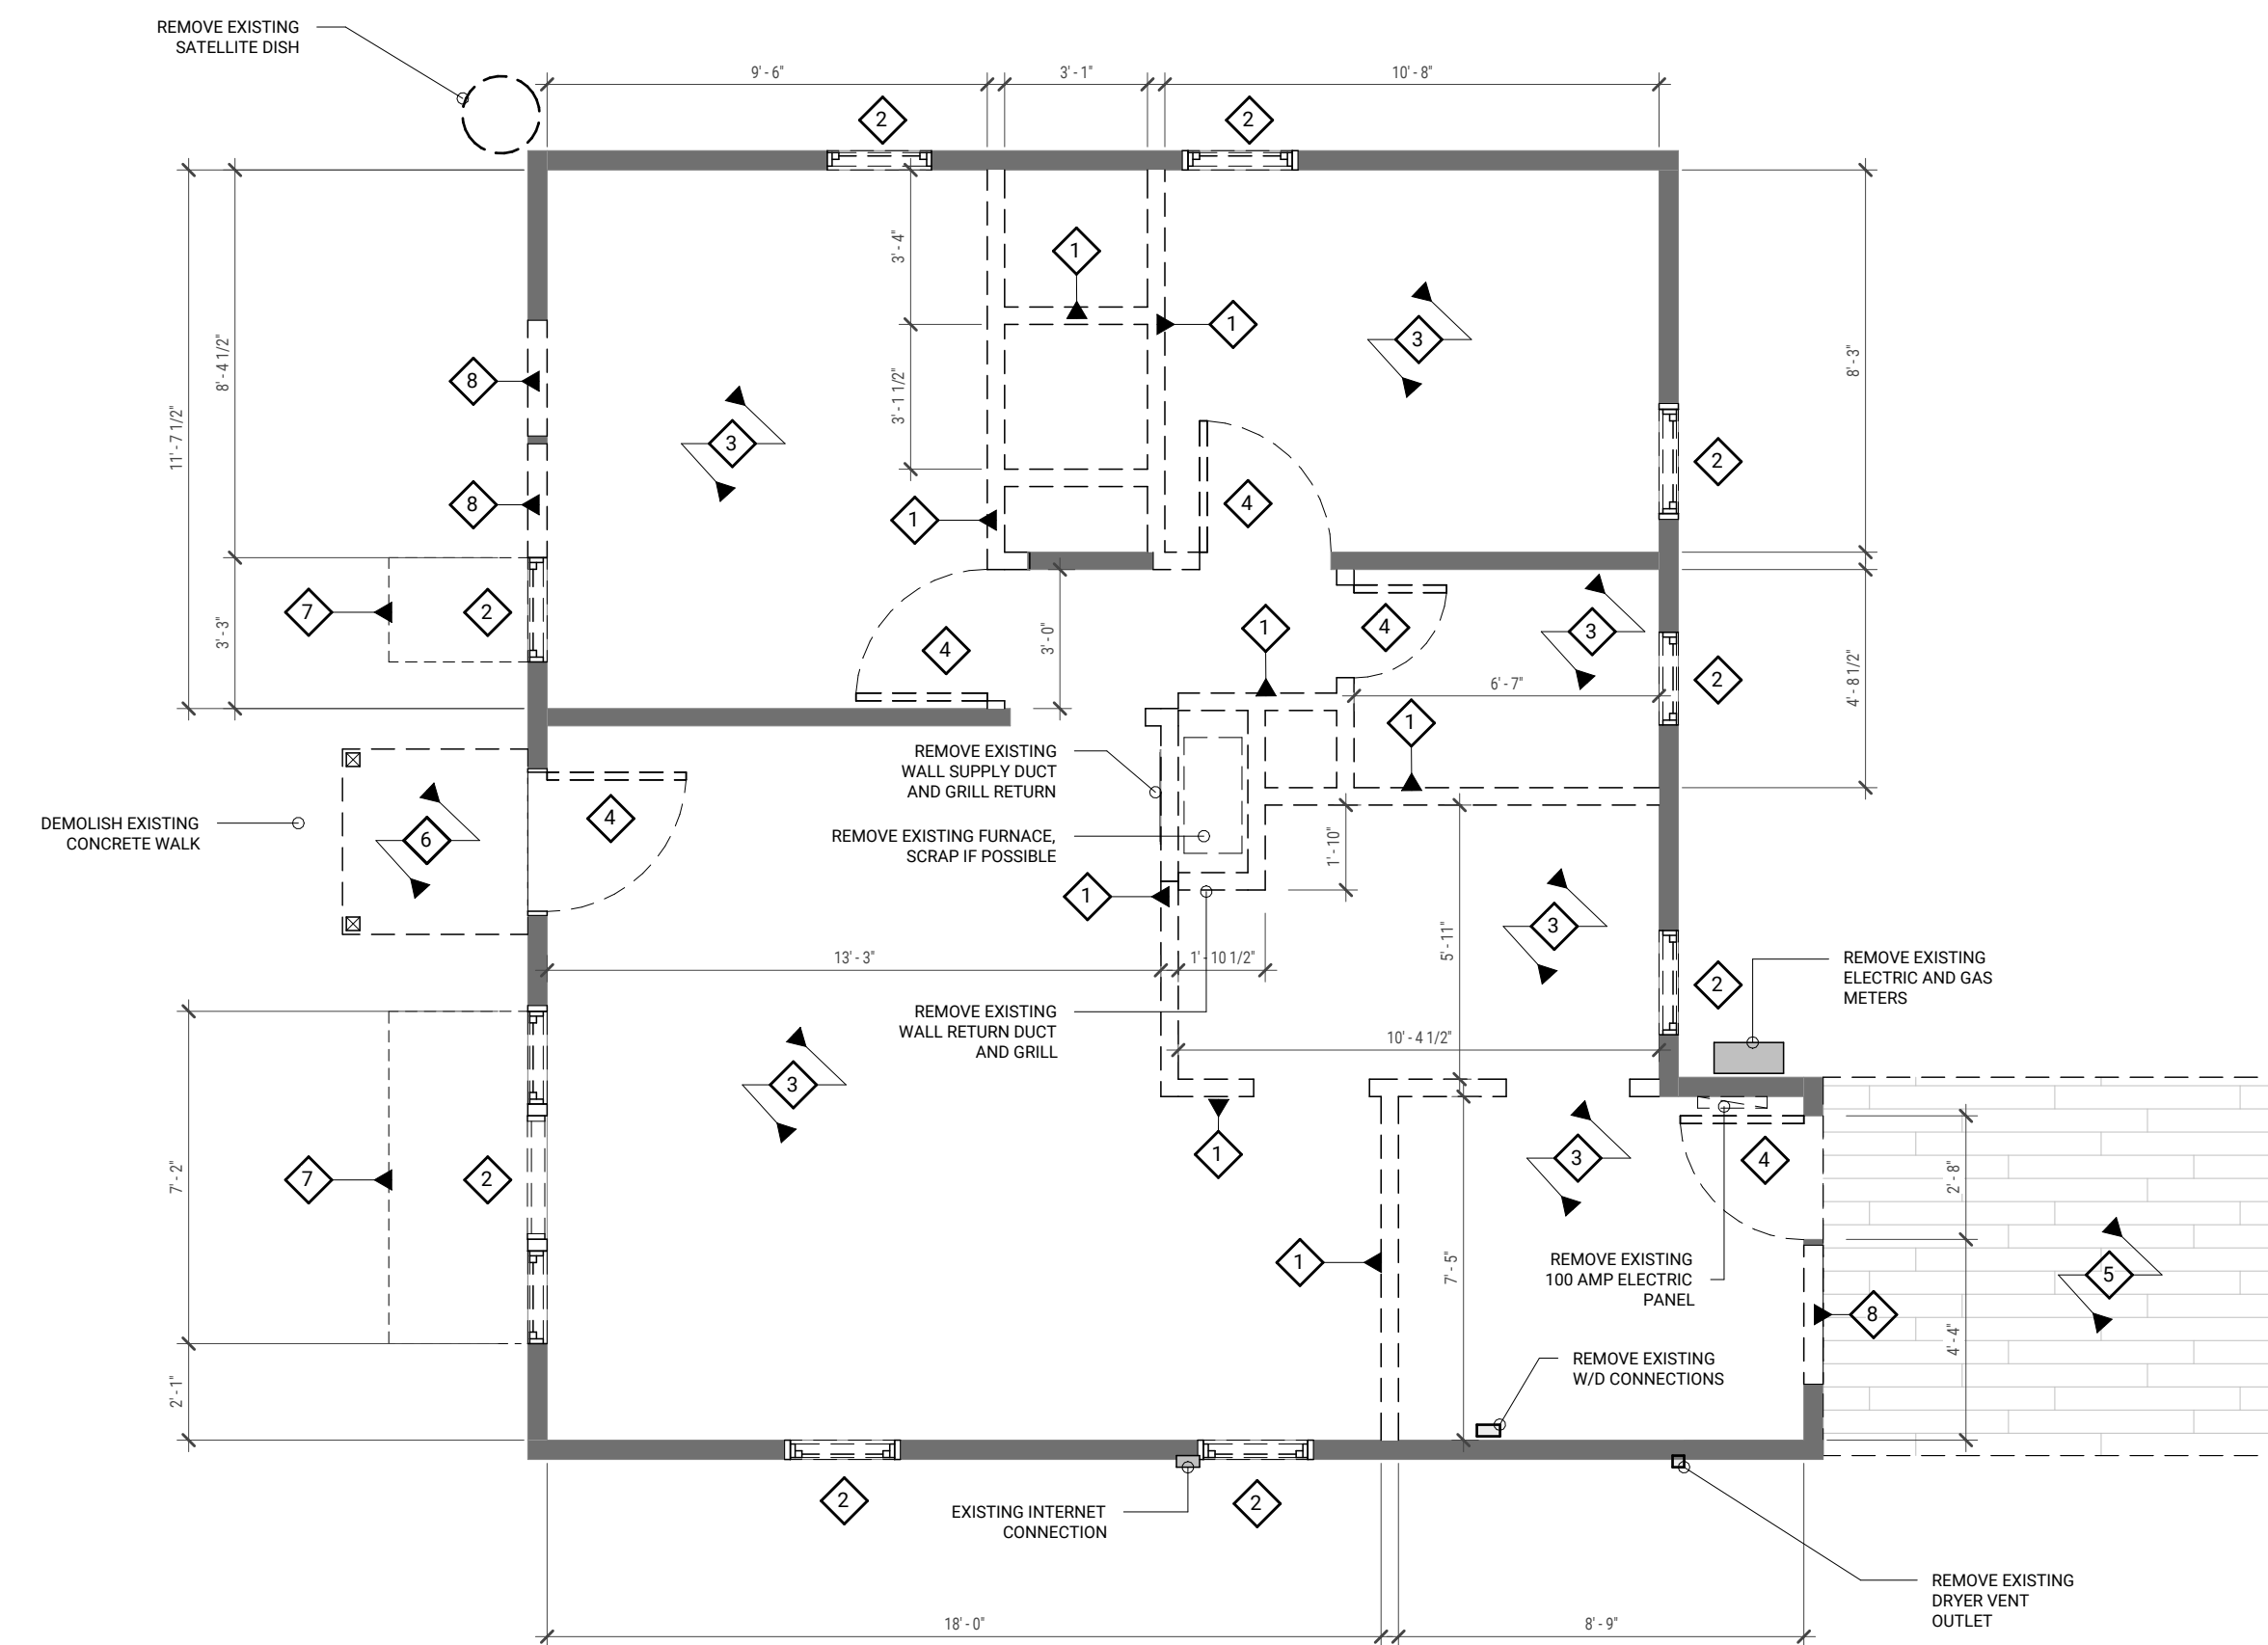 REMOVE EXISTING
SATELLITE DISH
9' - 6"
3' - 1"
10' - 8"
2
2
3' - 4"
1
1
3
8' - 3"
8' - 4 1/2"
11' - 7 1/2"
8
3' - 1 1/2"
3
2
8
1
4
7
2
3' - 3"
4
3' - 0"
1
4
3
2
4' - 8 1/2"
6' - 7"
1
REMOVE EXISTING
WALL SUPPLY DUCT
AND GRILL RETURN
DEMOLISH EXISTING
CONCRETE WALK
6
4
REMOVE EXISTING FURNACE,
SCRAP IF POSSIBLE
1' - 10"
1
3
5' - 11"
13' - 3"
1' - 10 1/2"
2
REMOVE EXISTING
ELECTRIC AND GAS
METERS
REMOVE EXISTING
WALL RETURN DUCT
AND GRILL
10' - 4 1/2"
3
1
3
4
7
2
7' - 2"
2' - 8"
1
7' - 5"
REMOVE EXISTING
100 AMP ELECTRIC
PANEL
5
8
4' - 4"
REMOVE EXISTING
W/D CONNECTIONS
2' - 1"
2
2
EXISTING INTERNET
CONNECTION
REMOVE EXISTING
DRYER VENT
OUTLET
18' - 0"
8' - 9"